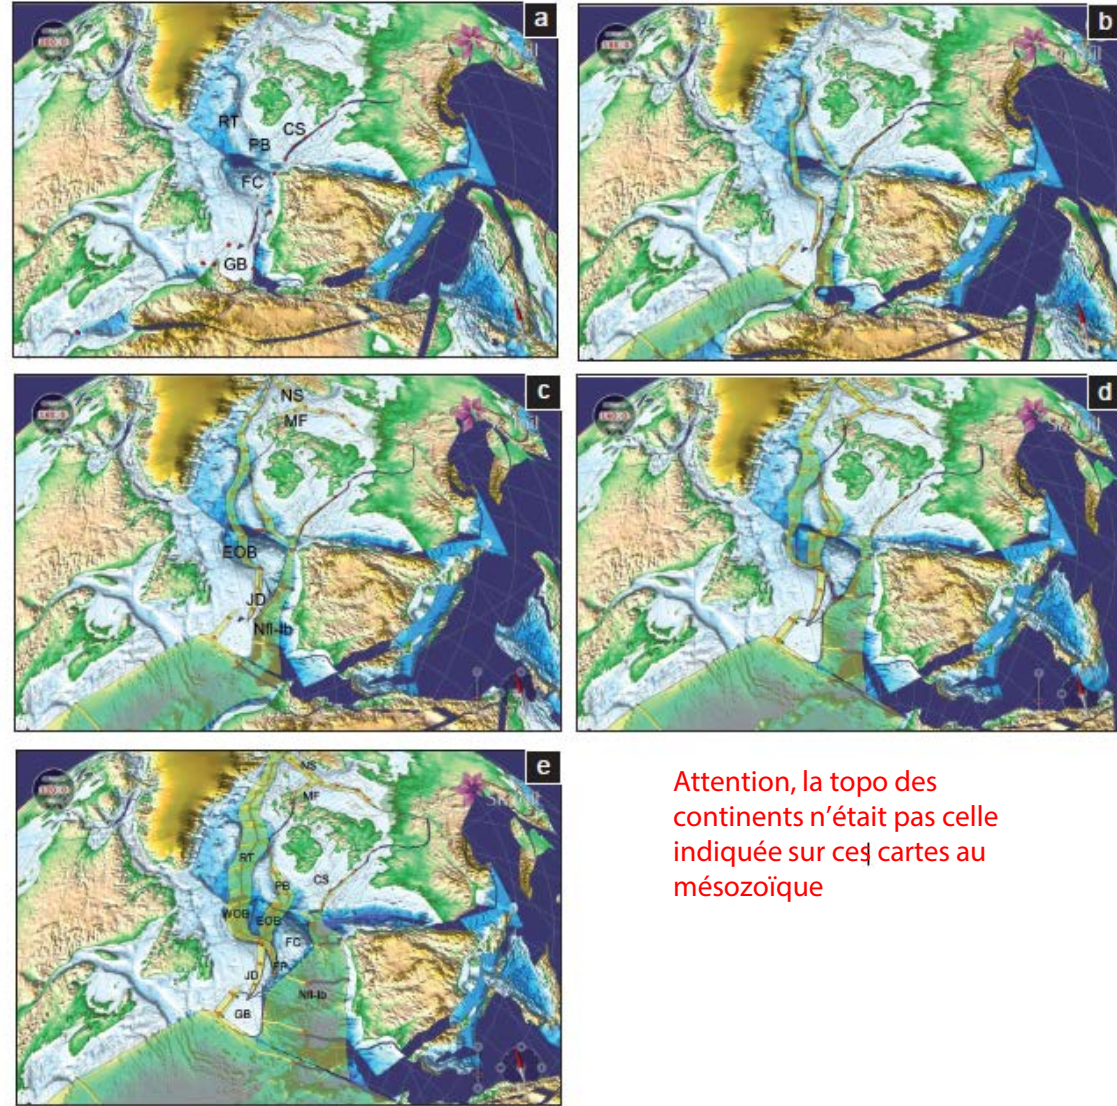 a
200.0
RT
CS
PB
FC
GB
b
c
NS
MF
EOB
JD
Nfl-Ib
d
e
NS
MF
RT
PB
CS
WOB
EOB
FC
FP
JD
Nfl-Ib
GB
Attention, la topo des
continents n'était pas celle
indiquée sur ces cartes au
mésozoïque